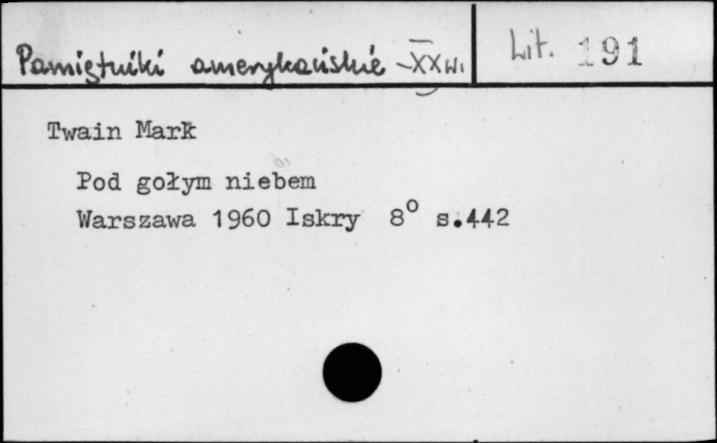 Pamiętniki amerykańskie - XX w.
Lit. 191
Twain Mark
Pod gołym niebem
Warszawa 1960 Iskry 8° s.442